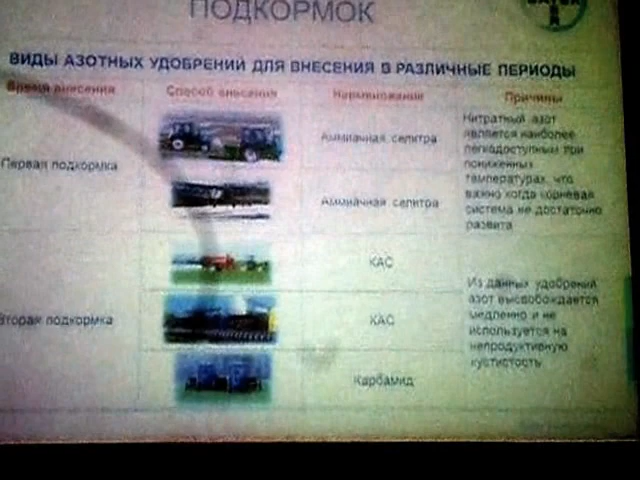 ПОДКОРМОК
BAYER
ВИДЫ АЗОТНЫХ УДОБРЕНИЙ ДЛЯ ВНЕСЕНИЯ В РАЗЛИЧНЫЕ ПЕРИОДЫ
Время внесения Способ внесения Наименование Причины
Первая подкормка
Аммиачная селитра
Аммиачная селитра
Нитратный азот
является наиболее
легкодоступным при
пониженных
температурах, что
важно когда корневая
система не достаточно
развита
Вторая подкормка
КАС
КАС
Карбамид
Из данных удобрений
азот высвобождается
медленно и не
используется на
непродуктивную
кустистость